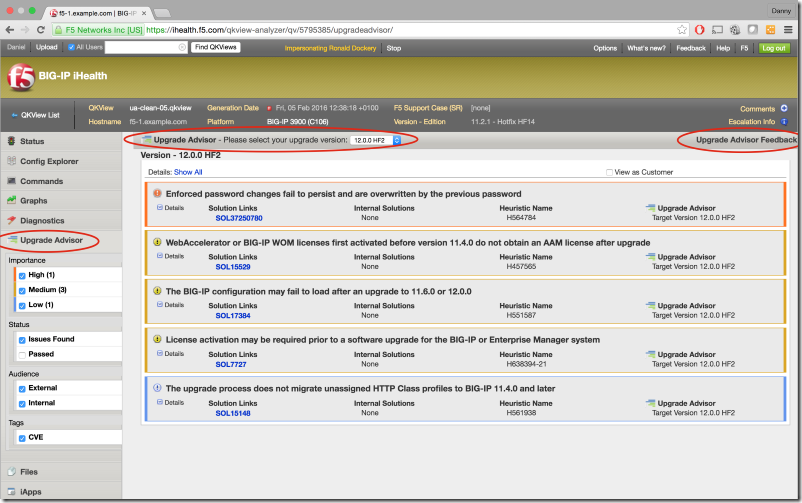 Danny
f5-1.example.com | BIG-IP
F5 Networks Inc [US] https://ihealth.f5.com/qkview-analyzer/qv/5795385/upgradeadvisor/
Daniel Upload All Users Find QKViews Impersonating Ronald Dockery Stop Options What's new? Feedback Help F5 Log out
f5 BIG-IP iHealth
QKView List
QKView ua-clean-05.qkview Generation Date Fri, 05 Feb 2016 12:38:18 +0100 F5 Support Case (SR) [none] Comments
Hostname f5-1.example.com Platform BIG-IP 3900 (C106) Version - Edition 11.2.1 - Hotfix HF14 Escalation Info
Status
Config Explorer
Commands
Graphs
Diagnostics
Upgrade Advisor
Importance
High (1)
Medium (3)
Low (1)
Status
Issues Found
Passed
Audience
External
Internal
Tags
CVE
Files
iApps
Upgrade Advisor - Please select your upgrade version: 12.0.0 HF2 Upgrade Advisor Feedback
Version - 12.0.0 HF2
Details: Show All View as Customer
Enforced password changes fail to persist and are overwritten by the previous password
Details Solution Links Internal Solutions Heuristic Name Upgrade Advisor
SOL37250780 None H564784 Target Version 12.0.0 HF2
WebAccelerator or BIG-IP WOM licenses first activated before version 11.4.0 do not obtain an AAM license after upgrade
Details Solution Links Internal Solutions Heuristic Name Upgrade Advisor
SOL15529 None H457565 Target Version 12.0.0 HF2
The BIG-IP configuration may fail to load after an upgrade to 11.6.0 or 12.0.0
Details Solution Links Internal Solutions Heuristic Name Upgrade Advisor
SOL17384 None H551587 Target Version 12.0.0 HF2
License activation may be required prior to a software upgrade for the BIG-IP or Enterprise Manager system
Details Solution Links Internal Solutions Heuristic Name Upgrade Advisor
SOL7727 None H638394-21 Target Version 12.0.0 HF2
The upgrade process does not migrate unassigned HTTP Class profiles to BIG-IP 11.4.0 and later
Details Solution Links Internal Solutions Heuristic Name Upgrade Advisor
SOL15148 None H561938 Target Version 12.0.0 HF2